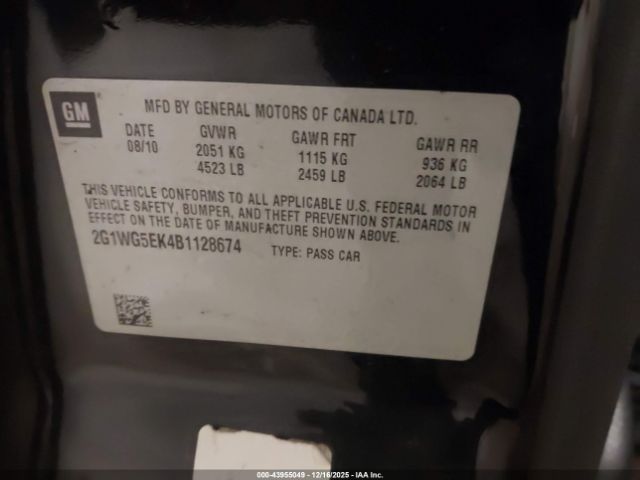 GM
MFD BY GENERAL MOTORS OF CANADA LTD.
DATE GVWR GAWR FRT GAWR RR
08/10 2051 KG 1115 KG 936 KG
4523 LB 2459 LB 2064 LB
THIS VEHICLE CONFORMS TO ALL APPLICABLE U.S. FEDERAL MOTOR
VEHICLE SAFETY, BUMPER, AND THEFT PREVENTION STANDARDS IN
EFFECT ON THE DATE OF MANUFACTURE SHOWN ABOVE.
2G1WG5EK4B1128674 TYPE: PASS CAR
00-43955049 - 12/16/2025 - IAA Inc.